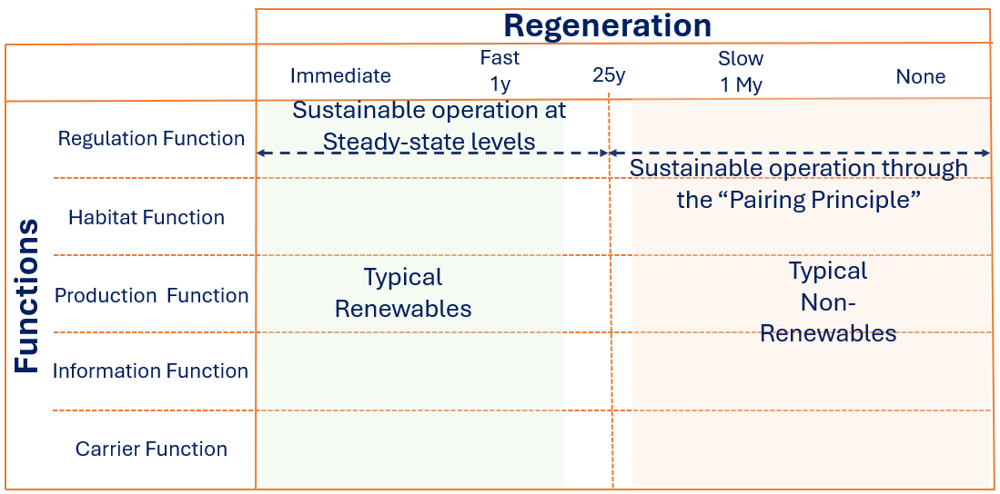 Regeneration
Immediate
Fast
1y
25y
Slow
1 My
None
Functions
Regulation Function
Sustainable operation at
Steady-state levels
Sustainable operation through
the “Pairing Principle”
Habitat Function
Production Function
Typical
Renewables
Typical
Non-
Renewables
Information Function
Carrier Function